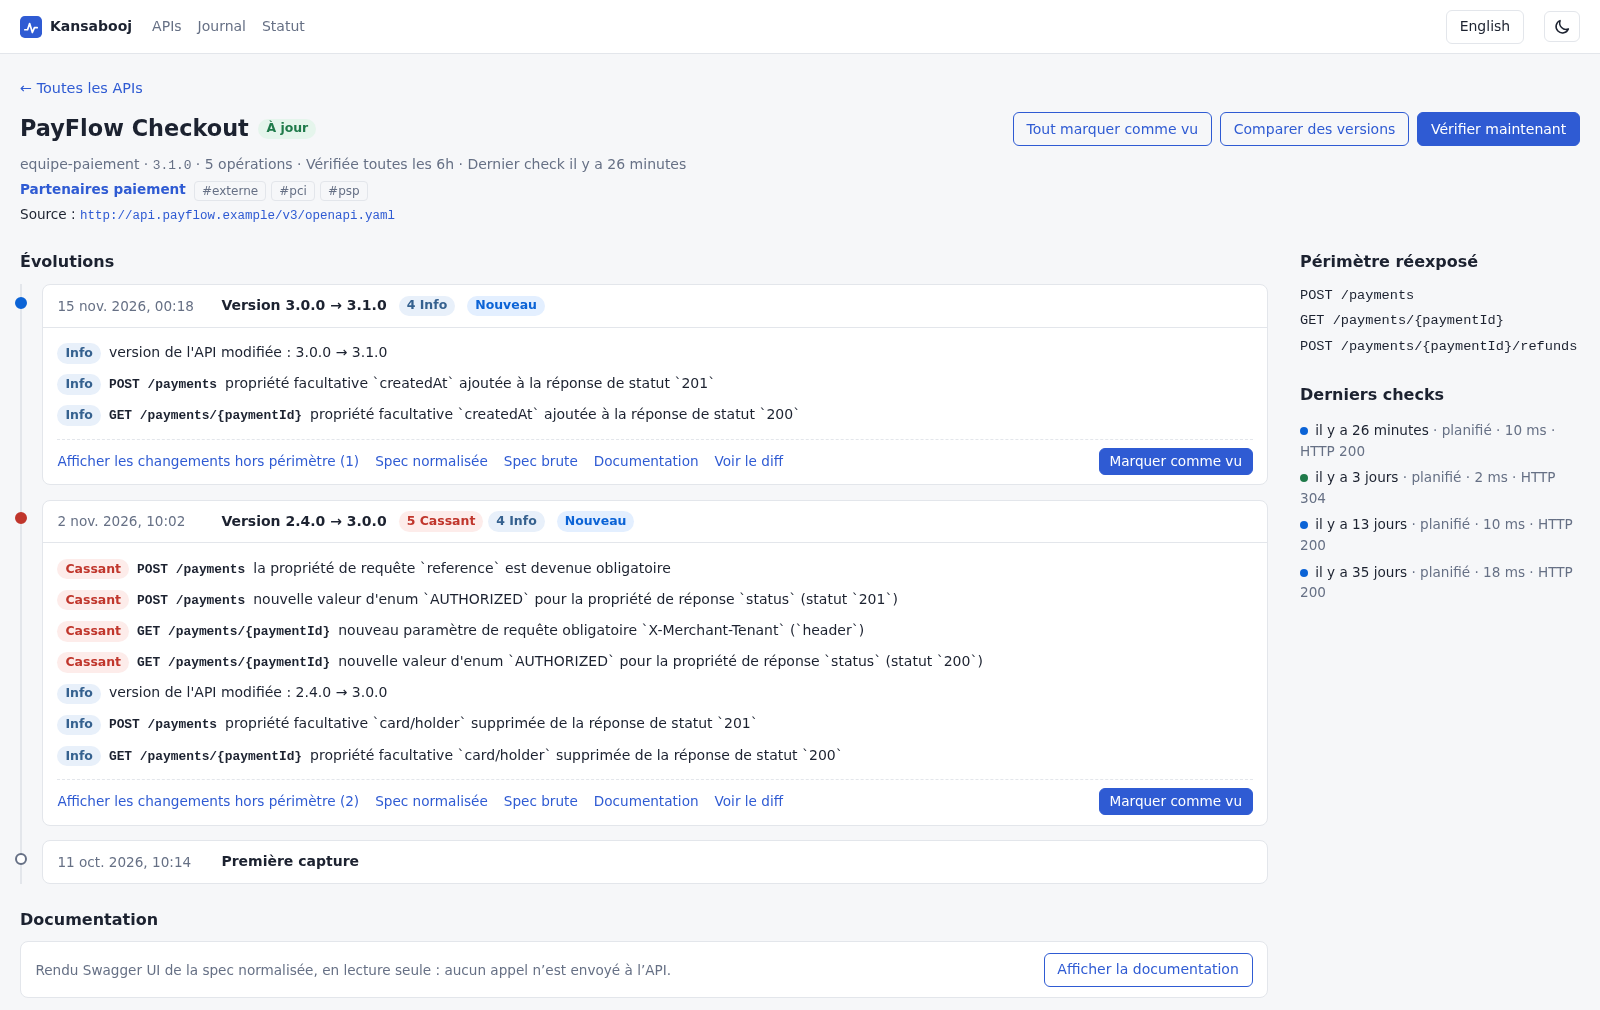 Kansabooj APIs Journal Statut English
← Toutes les APIs
PayFlow Checkout À jour Tout marquer comme vu Comparer des versions Vérifier maintenant
equipe-paiement · 3.1.0 · 5 opérations · Vérifiée toutes les 6h · Dernier check il y a 26 minutes
Partenaires paiement #externe #pci #psp
Source : http://api.payflow.example/v3/openapi.yaml
Évolutions
15 nov. 2026, 00:18 Version 3.0.0 → 3.1.0 4 Info Nouveau
Info version de l'API modifiée : 3.0.0 → 3.1.0
Info POST /payments propriété facultative `createdAt` ajoutée à la réponse de statut `201`
Info GET /payments/{paymentId} propriété facultative `createdAt` ajoutée à la réponse de statut `200`
Afficher les changements hors périmètre (1) Spec normalisée Spec brute Documentation Voir le diff Marquer comme vu
2 nov. 2026, 10:02 Version 2.4.0 → 3.0.0 5 Cassant 4 Info Nouveau
Cassant POST /payments la propriété de requête `reference` est devenue obligatoire
Cassant POST /payments nouvelle valeur d'enum `AUTHORIZED` pour la propriété de réponse `status` (statut `201`)
Cassant GET /payments/{paymentId} nouveau paramètre de requête obligatoire `X-Merchant-Tenant` (`header`)
Cassant GET /payments/{paymentId} nouvelle valeur d'enum `AUTHORIZED` pour la propriété de réponse `status` (statut `200`)
Info version de l'API modifiée : 2.4.0 → 3.0.0
Info POST /payments propriété facultative `card/holder` supprimée de la réponse de statut `201`
Info GET /payments/{paymentId} propriété facultative `card/holder` supprimée de la réponse de statut `200`
Afficher les changements hors périmètre (2) Spec normalisée Spec brute Documentation Voir le diff Marquer comme vu
11 oct. 2026, 10:14 Première capture
Documentation
Rendu Swagger UI de la spec normalisée, en lecture seule : aucun appel n’est envoyé à l’API. Afficher la documentation
Périmètre réexposé
POST /payments
GET /payments/{paymentId}
POST /payments/{paymentId}/refunds
Derniers checks
il y a 26 minutes · planifié · 10 ms ·
HTTP 200
il y a 3 jours · planifié · 2 ms · HTTP
304
il y a 13 jours · planifié · 10 ms · HTTP
200
il y a 35 jours · planifié · 18 ms · HTTP
200